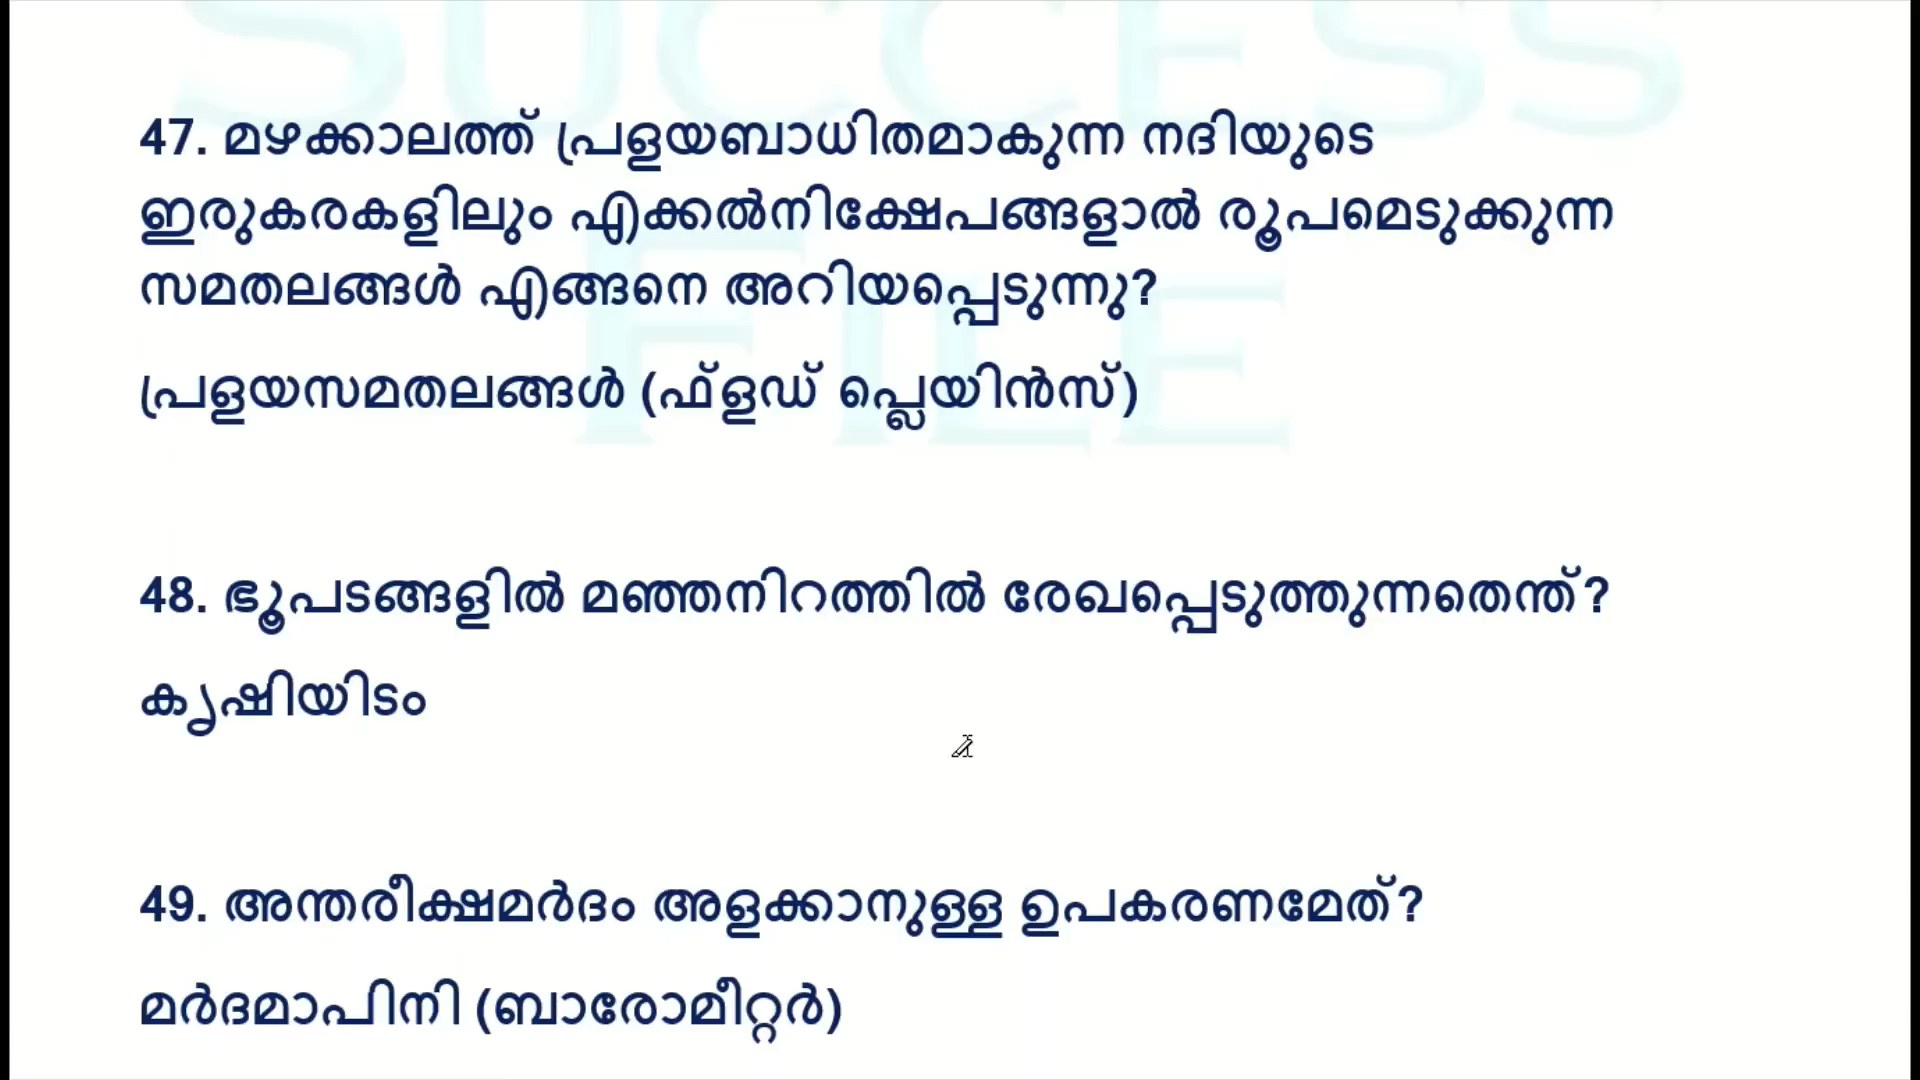 SUCCESS
FILE
47. മഴക്കാലത്ത് പ്രളയബാധിതമാകുന്ന നദിയുടെ
ഇരുകരകളിലും എക്കൽനിക്ഷേപങ്ങളാൽ രൂപമെടുക്കുന്ന
സമതലങ്ങൾ എങ്ങനെ അറിയപ്പെടുന്നു?
പ്രളയസമതലങ്ങൾ (ഫ്ളഡ് പ്ലെയിൻസ്)
48. ഭൂപടങ്ങളിൽ മഞ്ഞനിറത്തിൽ രേഖപ്പെടുത്തുന്നതെന്ത്?
കൃഷിയിടം
49. അന്തരീക്ഷമർദം അളക്കാനുള്ള ഉപകരണമേത്?
മർദമാപിനി (ബാരോമീറ്റർ)